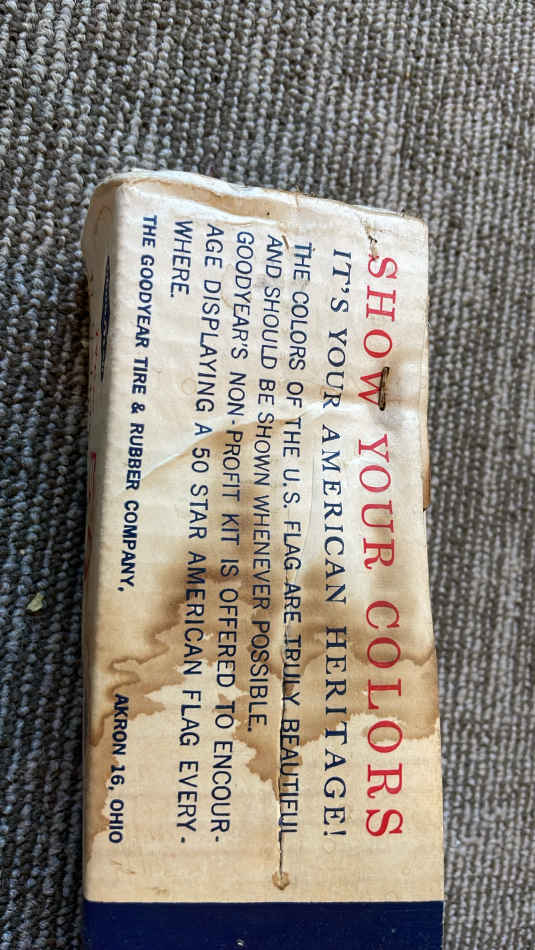 SHOW YOUR COLORS
IT'S YOUR AMERICAN HERITAGE!
THE COLORS OF THE U.S. FLAG ARE TRULY BEAUTIFUL
AND SHOULD BE SHOWN WHENEVER POSSIBLE.
GOODYEAR'S NON-PROFIT KIT IS OFFERED TO ENCOUR-
AGE DISPLAYING A 50 STAR AMERICAN FLAG EVERY-
WHERE.
THE GOODYEAR TIRE & RUBBER COMPANY,
AKRON 16, OHIO